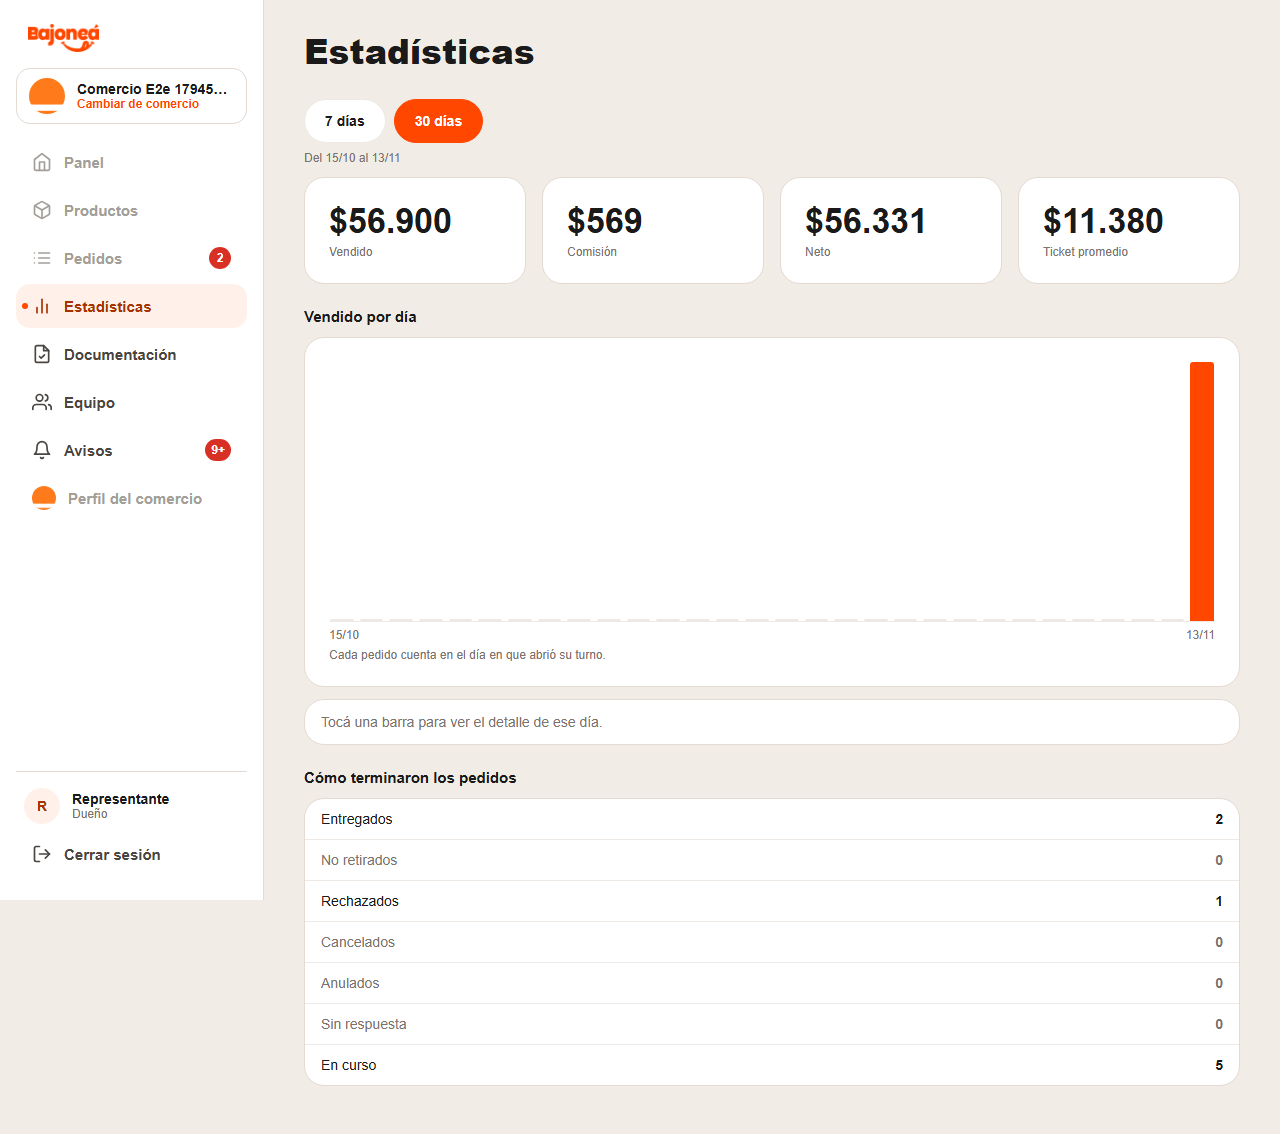 Bajoneá
Comercio E2e 17945...
Cambiar de comercio
Panel
Productos
Pedidos 2
Estadísticas
Documentación
Equipo
Avisos 9+
Perfil del comercio
R
Representante
Dueño
Cerrar sesión
Estadísticas
7 días 30 días
Del 15/10 al 13/11
$56.900
Vendido
$569
Comisión
$56.331
Neto
$11.380
Ticket promedio
Vendido por día
15/10 13/11
Cada pedido cuenta en el día en que abrió su turno.
Tocá una barra para ver el detalle de ese día.
Cómo terminaron los pedidos
Entregados 2
No retirados 0
Rechazados 1
Cancelados 0
Anulados 0
Sin respuesta 0
En curso 5